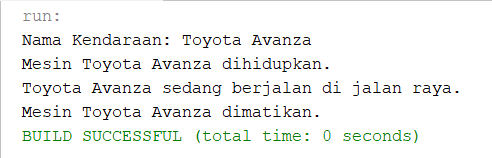 run:
Nama Kendaraan: Toyota Avanza
Mesin Toyota Avanza dihidupkan.
Toyota Avanza sedang berjalan di jalan raya.
Mesin Toyota Avanza dimatikan.
BUILD SUCCESSFUL (total time: 0 seconds)